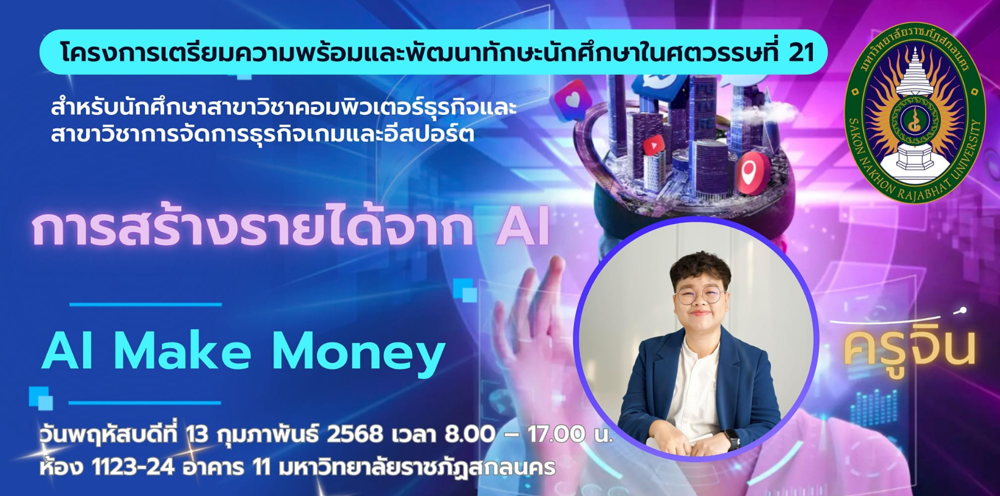 โครงการเตรียมความพร้อมและพัฒนาทักษะนักศึกษาในศตวรรษที่ 21
สำหรับนักศึกษาสาขาวิชาคอมพิวเตอร์ธุรกิจและ
สาขาวิชาการจัดการธุรกิจเกมและอีสปอร์ต
มหาวิทยาลัยราชภัฏสกลนคร
SAKON NAKHON RAJABHAT UNIVERSITY
การสร้างรายได้จาก AI
AI Make Money
ครูจิน
วันพฤหัสบดีที่ 13 กุมภาพันธ์ 2568 เวลา 8.00 – 17.00 น.
ห้อง 1123-24 อาคาร 11 มหาวิทยาลัยราชภัฏสกลนคร